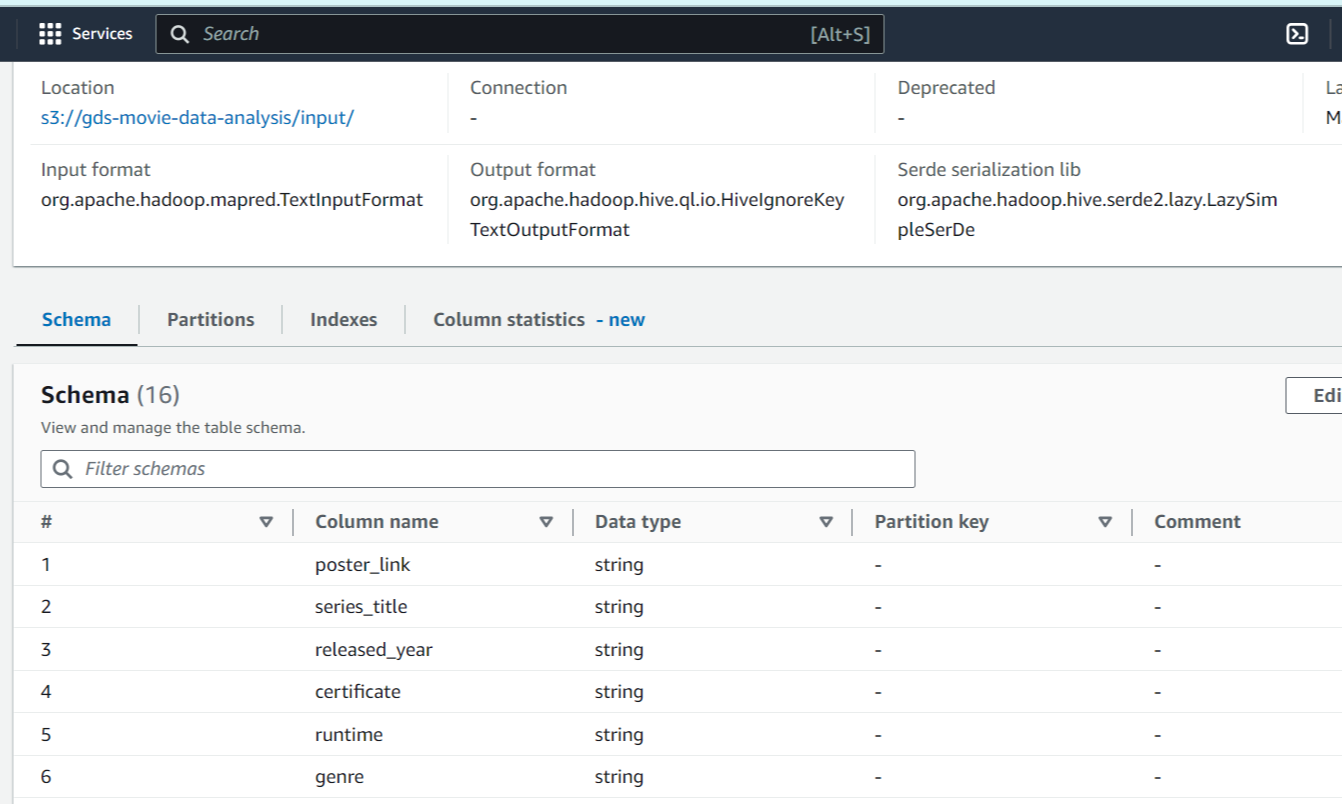 Services
Search [Alt+S]
Location
s3://gds-movie-data-analysis/input/
Connection
-
Deprecated
-
Input format
org.apache.hadoop.mapred.TextInputFormat
Output format
org.apache.hadoop.hive.ql.io.HiveIgnoreKey
TextOutputFormat
Serde serialization lib
org.apache.hadoop.hive.serde2.lazy.LazySim
pleSerDe
Schema Partitions Indexes Column statistics - new
Schema (16)
View and manage the table schema.
Filter schemas
# Column name Data type Partition key Comment
1 poster_link string - -
2 series_title string - -
3 released_year string - -
4 certificate string - -
5 runtime string - -
6 genre string - -